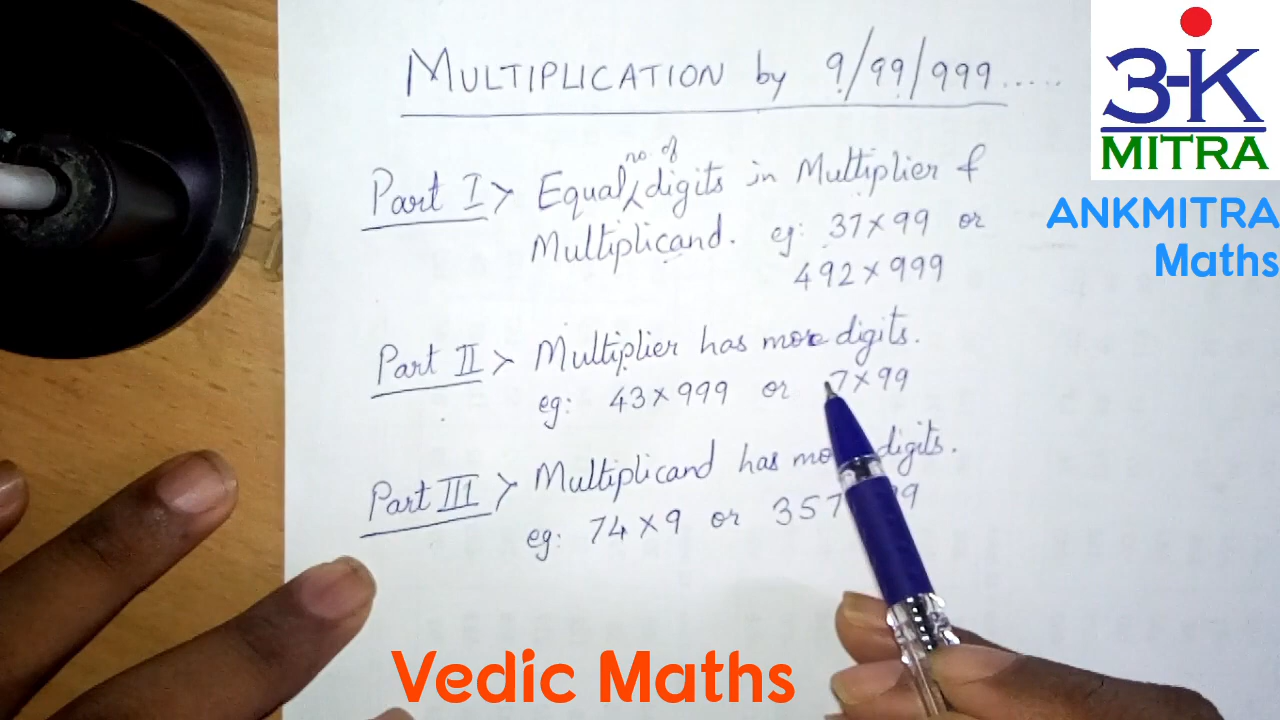 MULTIPLICATION by 9/99/999.....
Part I > Equal no. of digits in Multiplier &
Multiplicand. eg: 37×99 or
492×999
Part II > Multiplier has more digits.
eg: 43×999 or 7×99
Part III > Multiplicand has digits.
eg: 74×9 or 357
3-K
MITRA
ANKMITRA
Maths
Vedic Maths